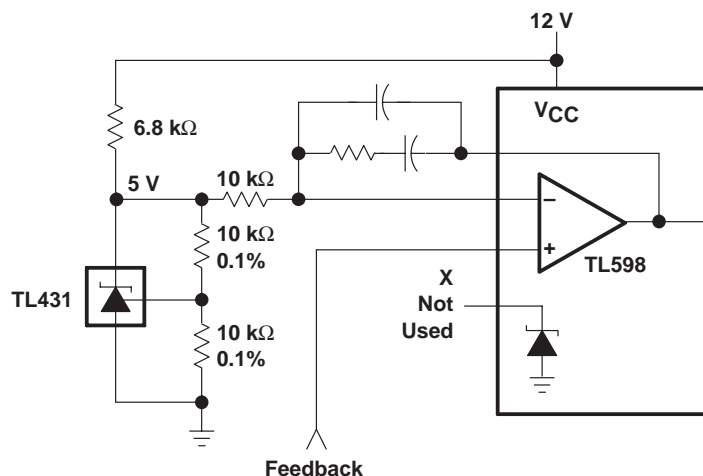 12 V
VCC
6.8 kΩ
5 V
10 kΩ
10 kΩ
0.1%
−
+
TL598
TL431
X
Not
Used
10 kΩ
0.1%
Feedback